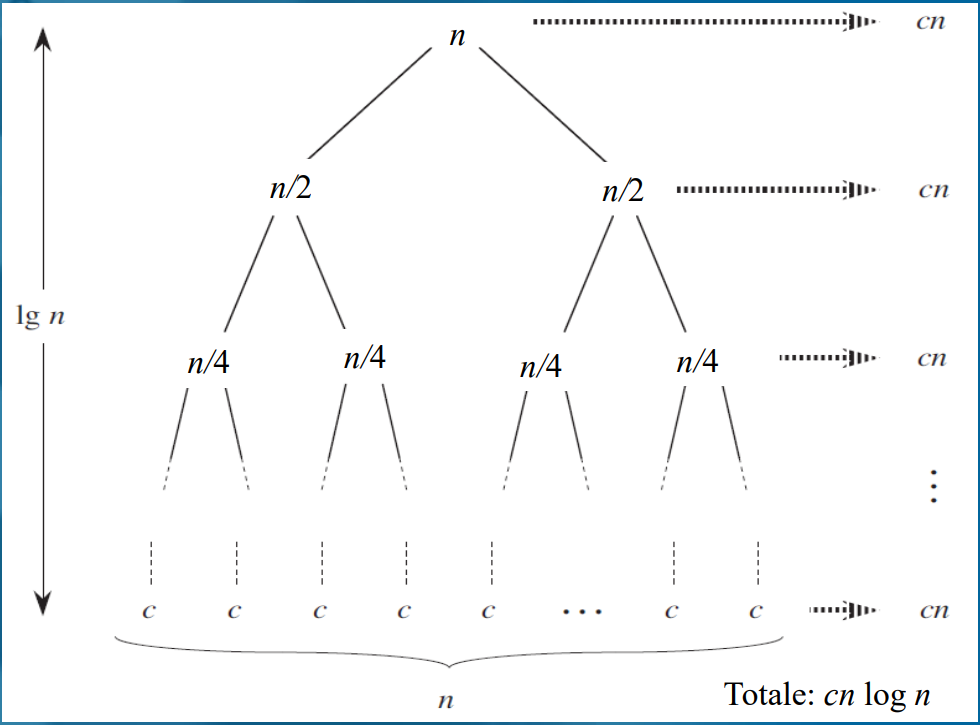 n cn
n/2 n/2 cn
lg n
n/4 n/4 n/4 n/4 cn
⋮
c c c c c ... c c cn
n
Totale: cn log n